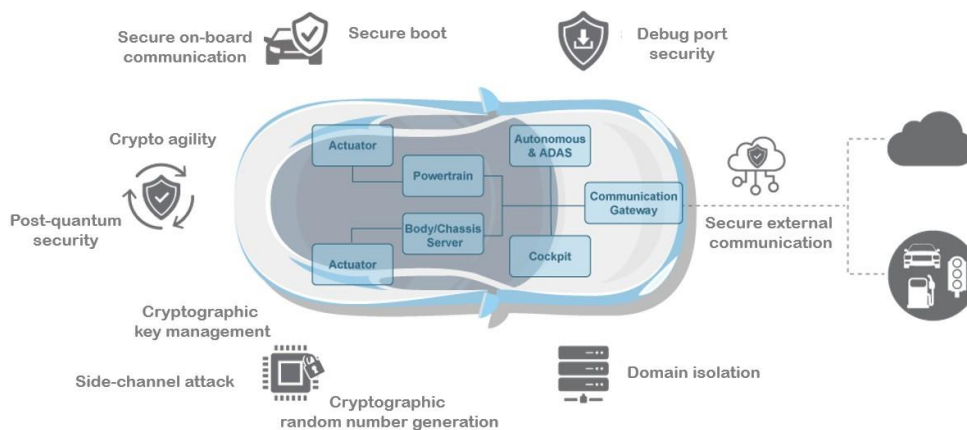 Secure on-board
communication
Secure boot
Debug port
security
Crypto agility
Post-quantum
security
Actuator
Powertrain
Autonomous
& ADAS
Communication
Gateway
Body/Chassis
Server
Actuator
Cockpit
Secure external
communication
Cryptographic
key management
Side-channel attack
Cryptographic
random number generation
Domain isolation